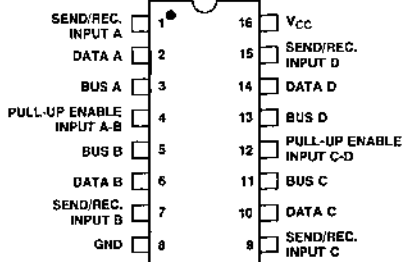 SEND/REC.
INPUT A
1
16
VCC
DATA A
2
15
SEND/REC.
INPUT D
BUS A
3
14
DATA D
PULL-UP ENABLE
INPUT A-B
4
13
BUS D
BUS B
5
12
PULL-UP ENABLE
INPUT C-D
DATA B
6
11
BUS C
SEND/REC.
INPUT B
7
10
DATA C
GND
8
9
SEND/REC.
INPUT C